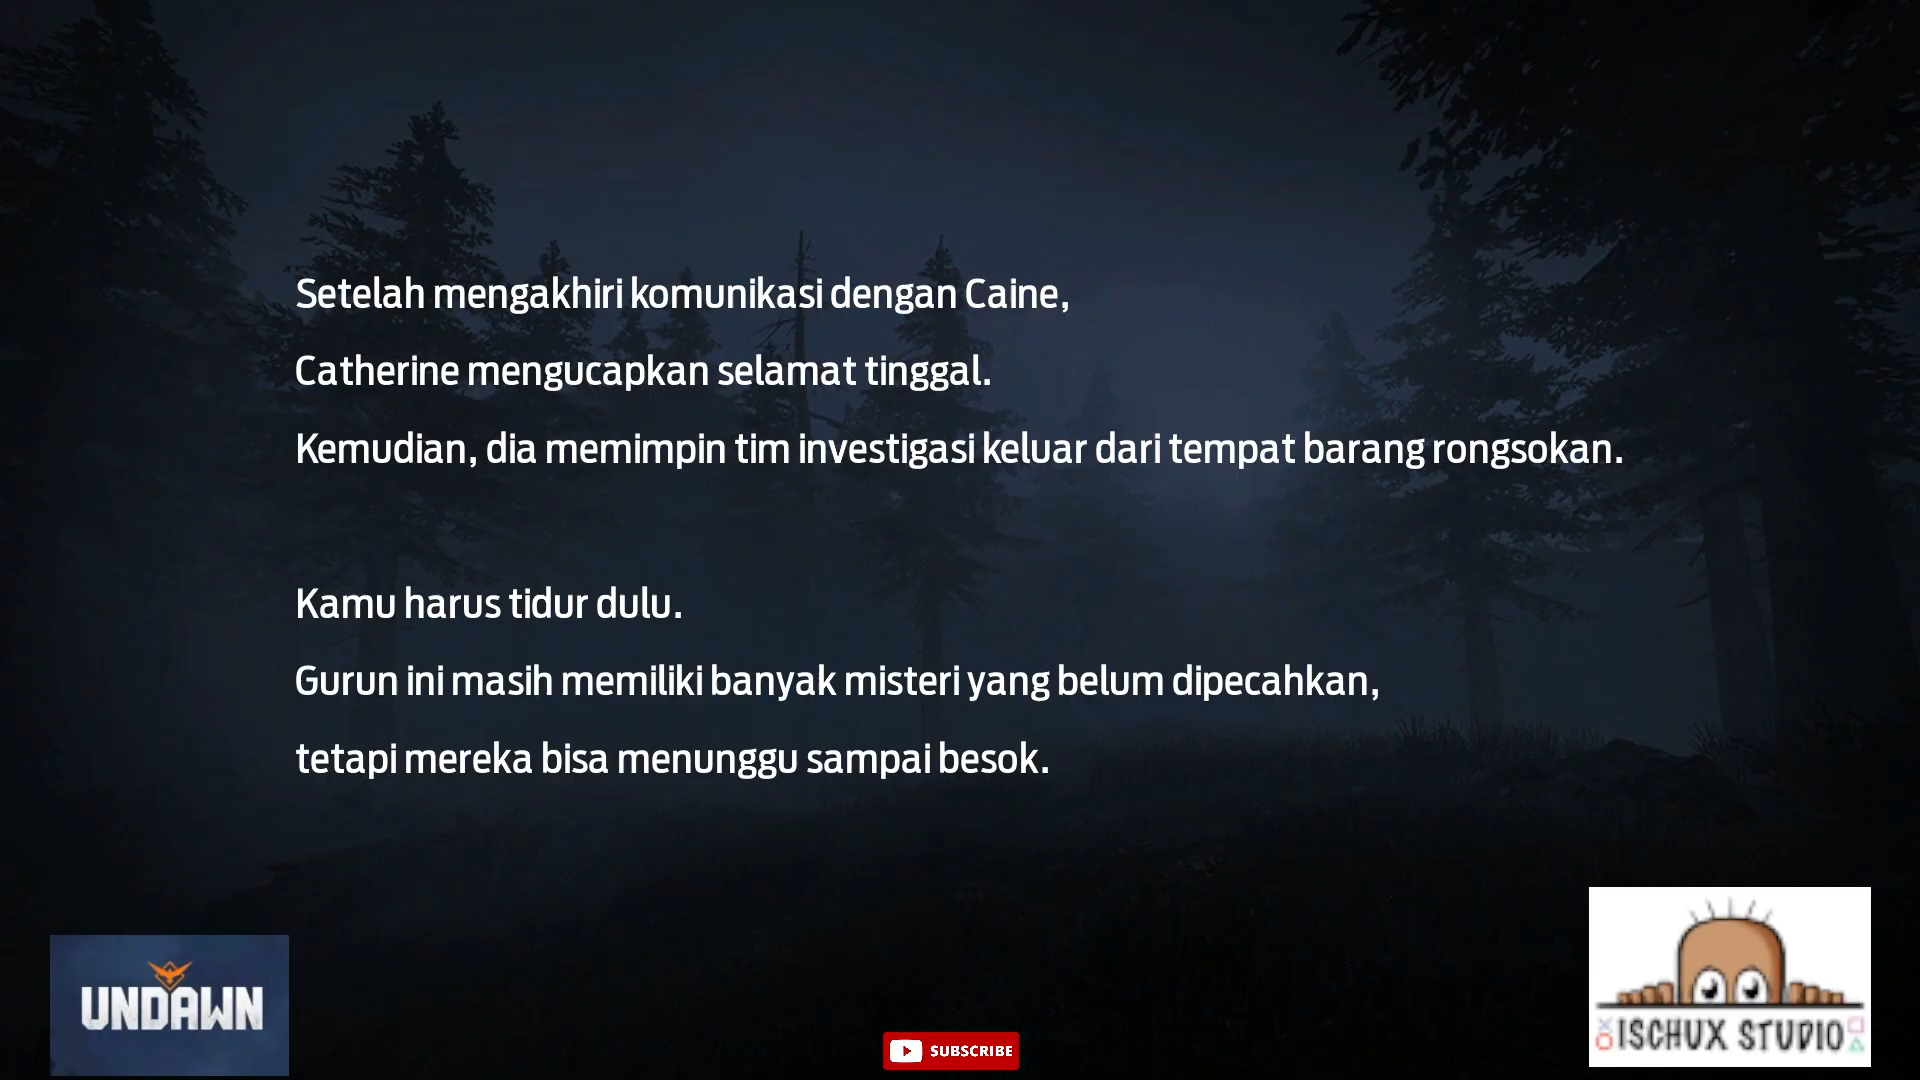 Setelah mengakhiri komunikasi dengan Caine,
Catherine mengucapkan selamat tinggal.
Kemudian, dia memimpin tim investigasi keluar dari tempat barang rongsokan.
Kamu harus tidur dulu.
Gurun ini masih memiliki banyak misteri yang belum dipecahkan,
tetapi mereka bisa menunggu sampai besok.
UNDAWN
SUBSCRIBE
ISCHUX STUDIO